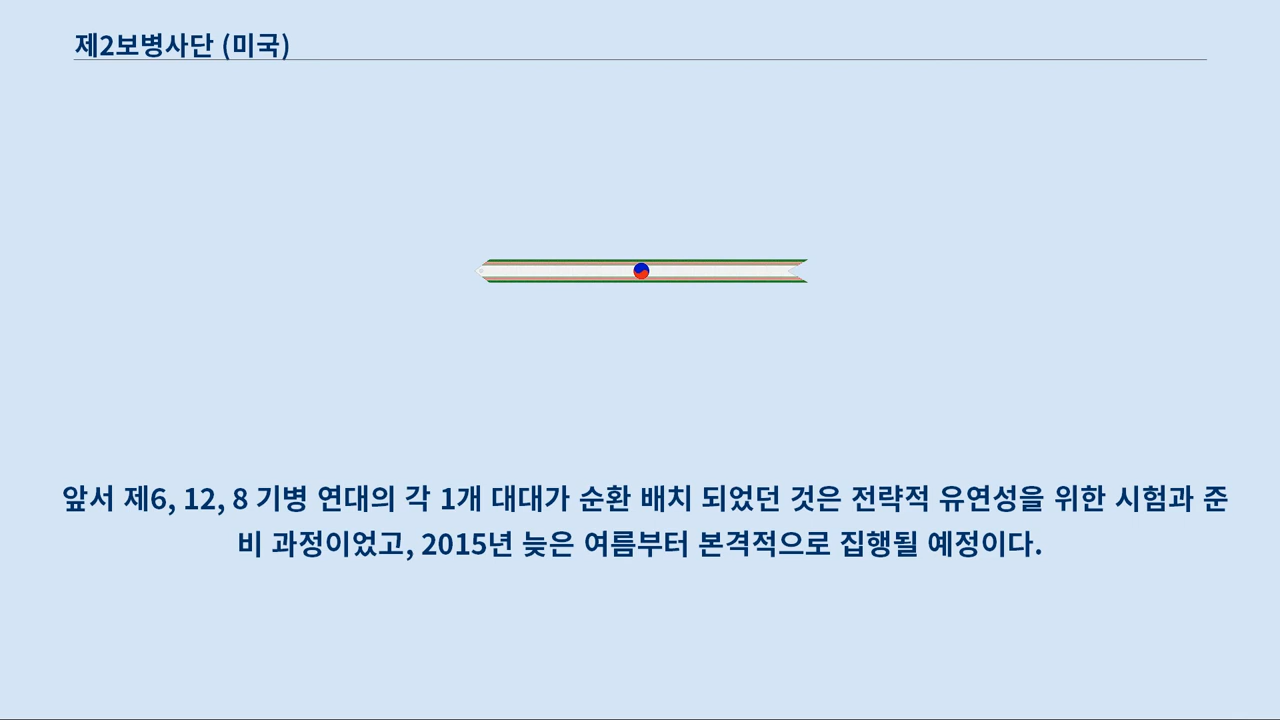 제2보병사단 (미국)
앞서 제6, 12, 8 기병 연대의 각 1개 대대가 순환 배치 되었던 것은 전략적 유연성을 위한 시험과 준
비 과정이었고, 2015년 늦은 여름부터 본격적으로 집행될 예정이다.